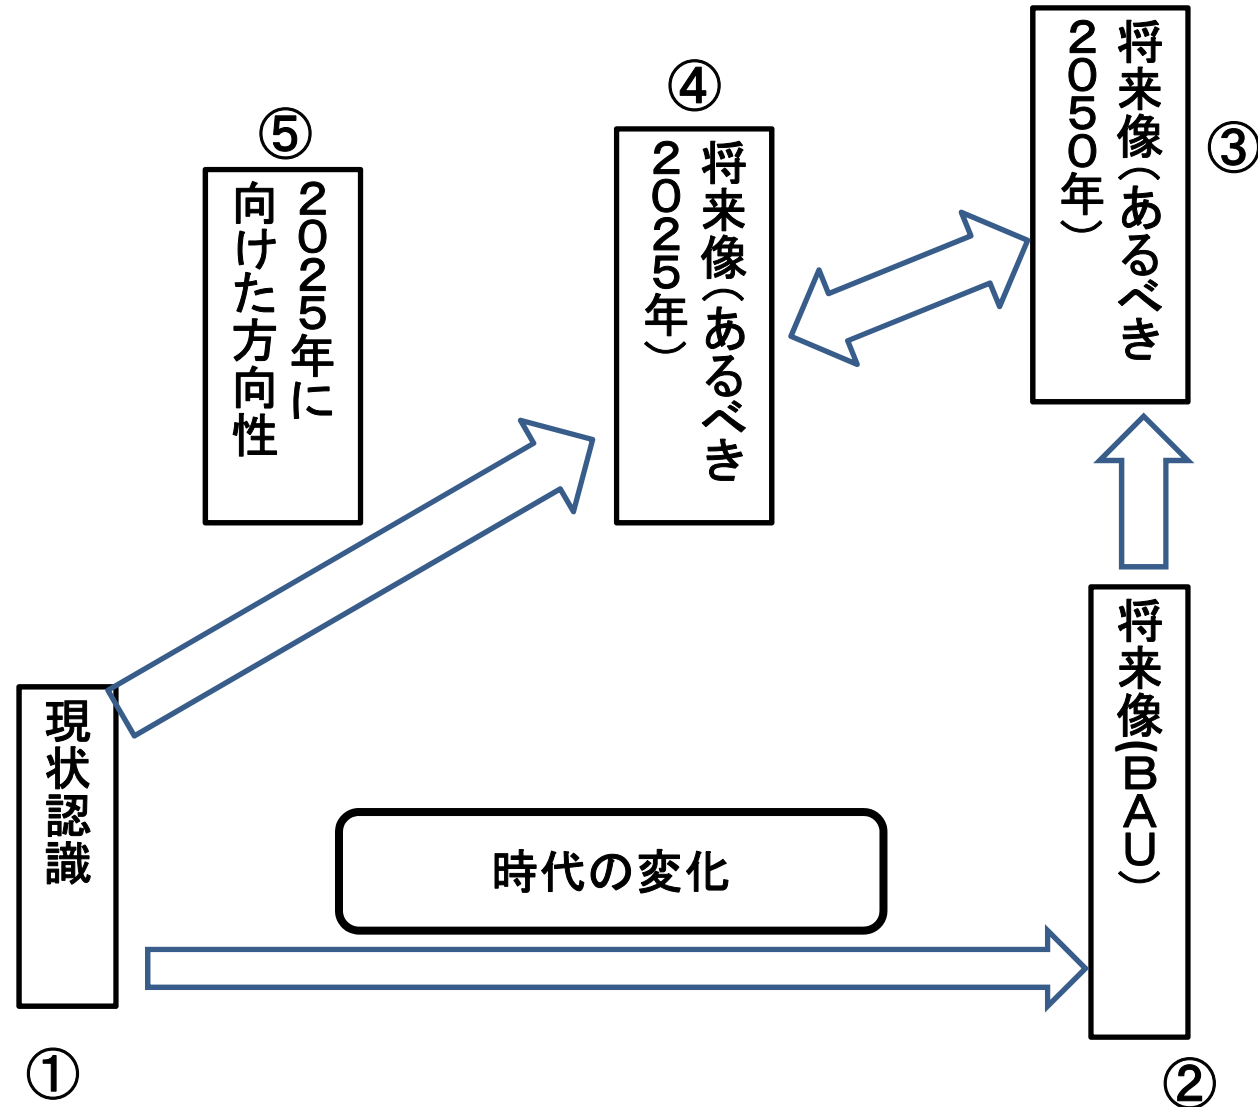 ⑤
2025年に
向けた方向性
④
将来像(あるべき
2025年)
③
将来像(あるべき
2050年)
現状認識
①
時代の変化
将来像(BAU)
②